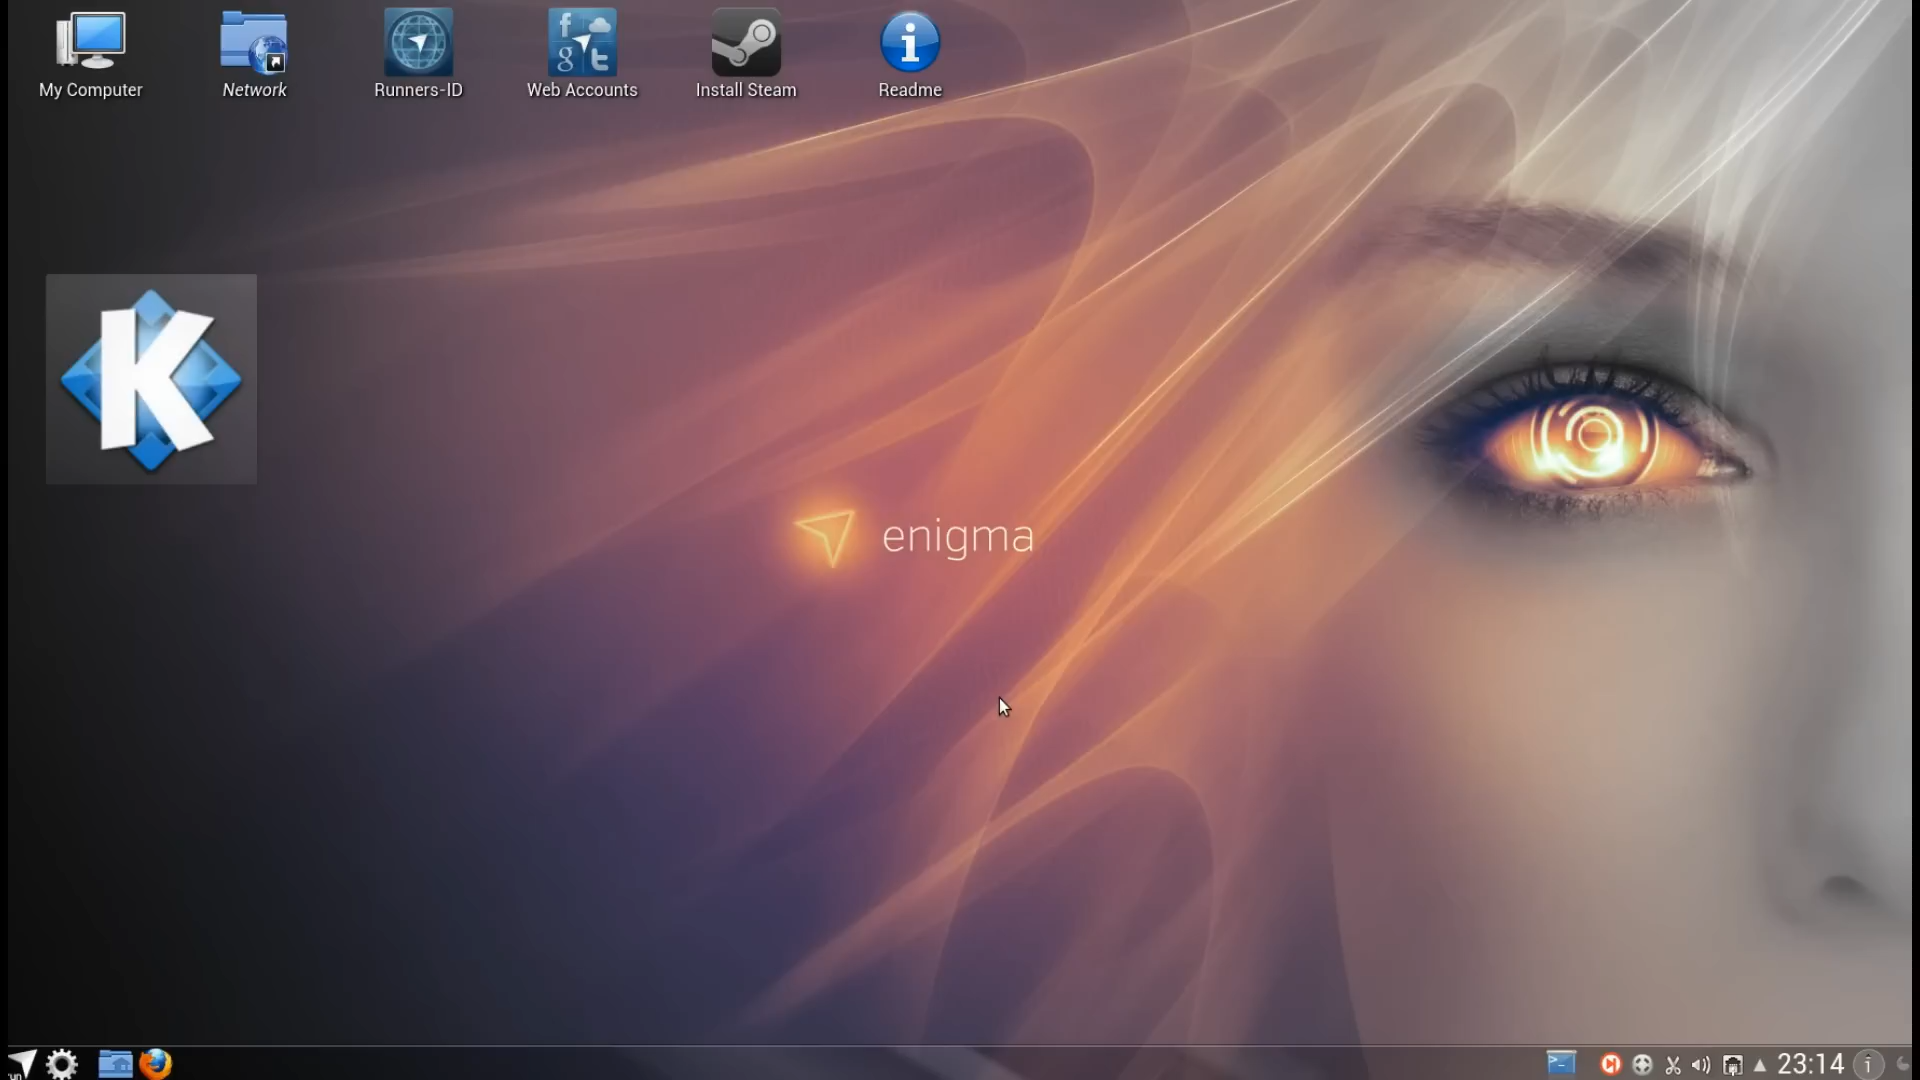 My Computer
Network
Runners-ID
Web Accounts
Install Steam
Readme
K
enigma
23:14